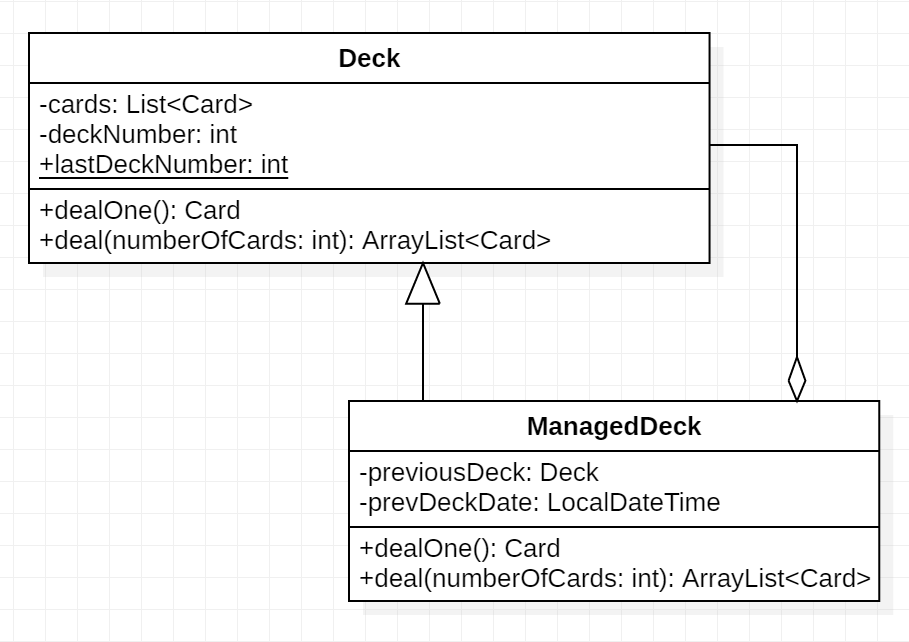 Deck
-cards: List<Card>
-deckNumber: int
+lastDeckNumber: int
+dealOne(): Card
+deal(numberOfCards: int): ArrayList<Card>
ManagedDeck
-previousDeck: Deck
-prevDeckDate: LocalDateTime
+dealOne(): Card
+deal(numberOfCards: int): ArrayList<Card>